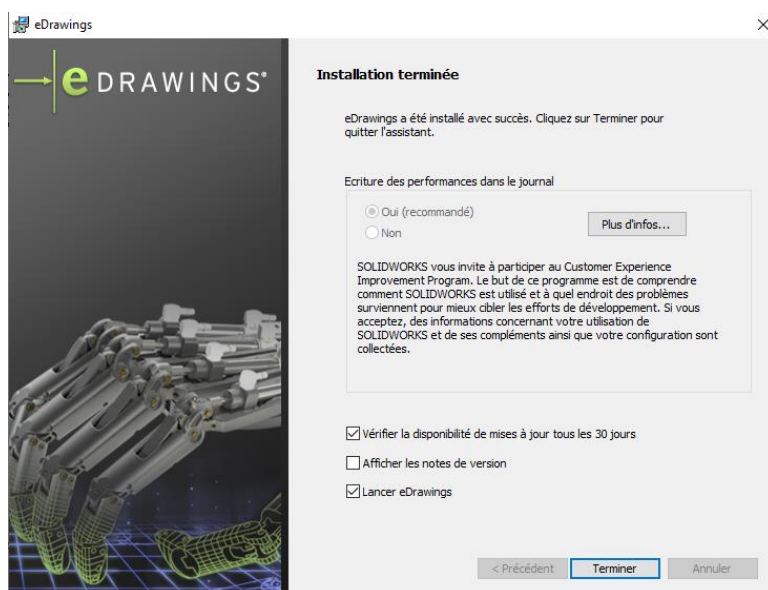 eDrawings
eDRAWINGS®
Installation terminée
eDrawings a été installé avec succès. Cliquez sur Terminer pour
quitter l'assistant.
Ecriture des performances dans le journal
Oui (recommandé)
Non
Plus d'infos...
SOLIDWORKS vous invite à participer au Customer Experience
Improvement Program. Le but de ce programme est de comprendre
comment SOLIDWORKS est utilisé et à quel endroit des problèmes
surviennent pour mieux cibler les efforts de développement. Si vous
acceptez, des informations concernant votre utilisation de
SOLIDWORKS et de ses compléments ainsi que votre configuration sont
collectées.
Vérifier la disponibilité de mises à jour tous les 30 jours
Afficher les notes de version
Lancer eDrawings
< Précédent
Terminer
Annuler